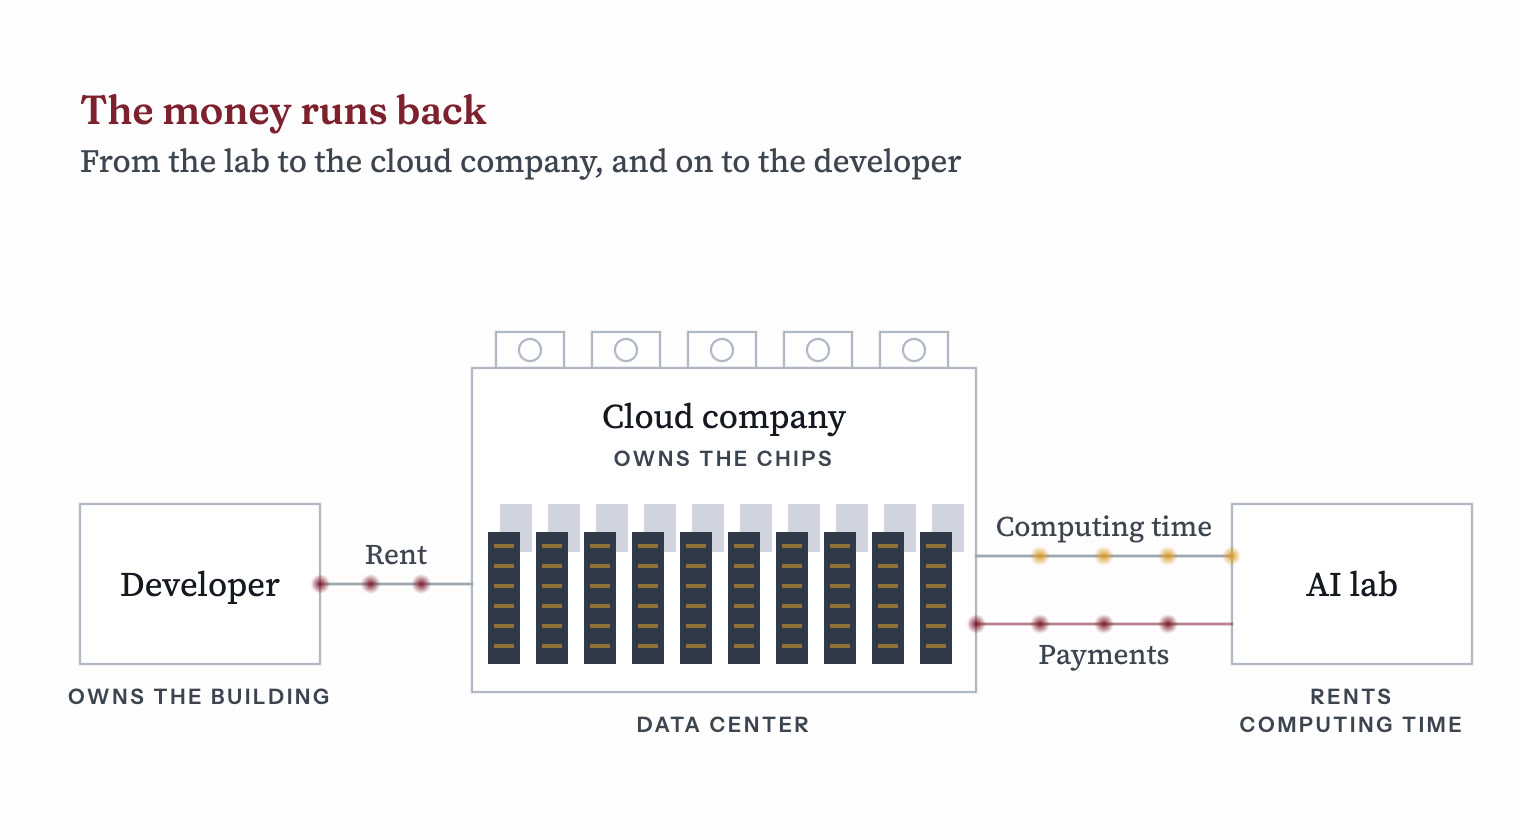 The money runs back
From the lab to the cloud company, and on to the developer
Cloud company
OWNS THE CHIPS
Computing time
Rent
Developer
AI lab
Payments
OWNS THE BUILDING
DATA CENTER
RENTS
COMPUTING TIME